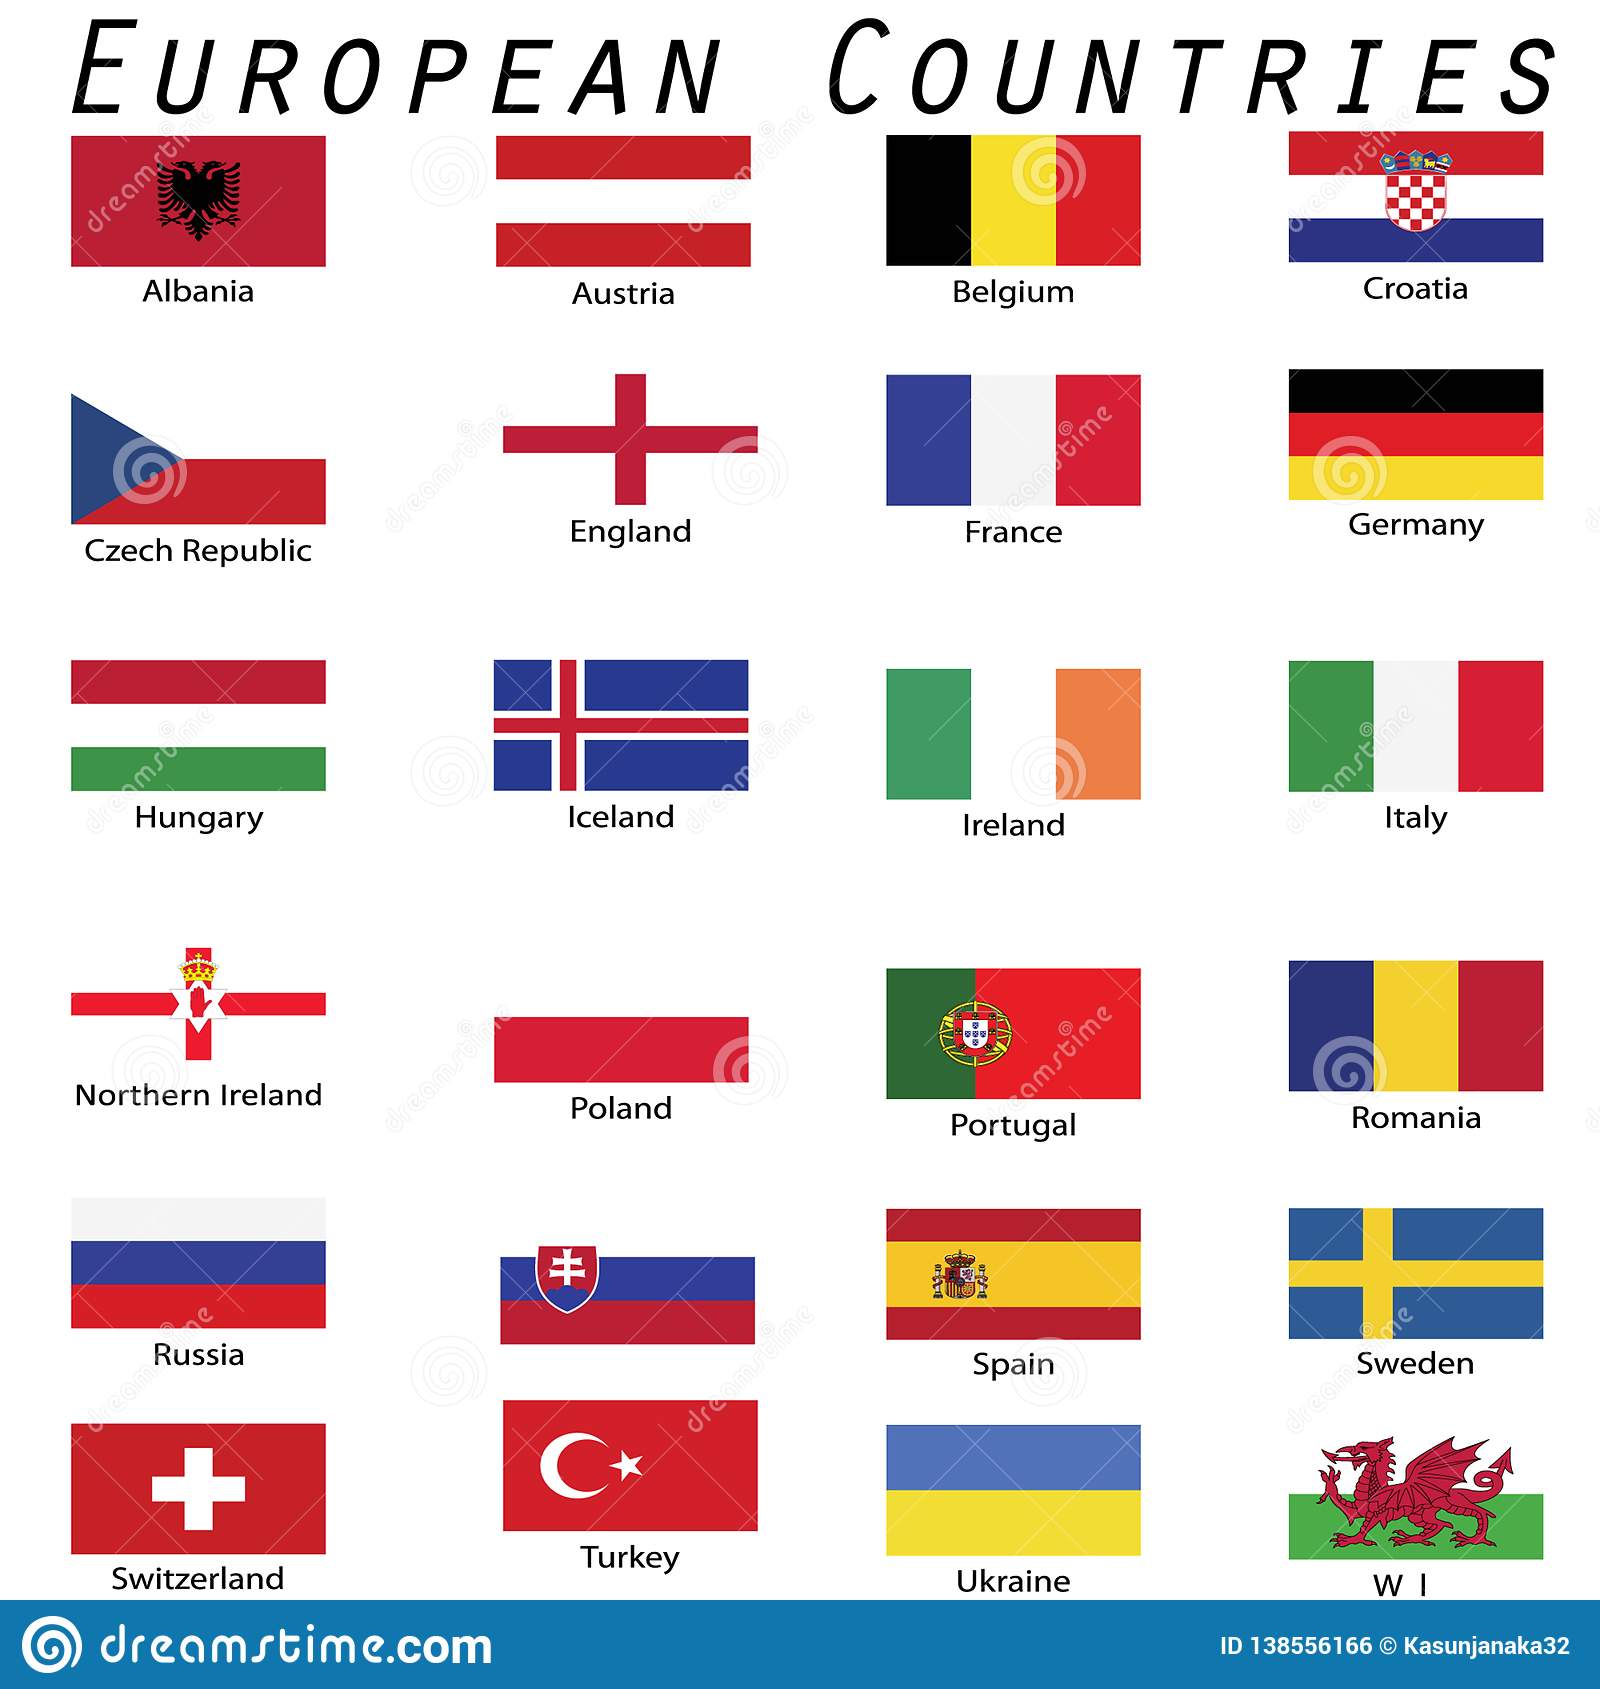 EUROPEAN COUNTRIES
Albania
Austria
Belgium
Croatia
Czech Republic
England
France
Germany
Hungary
Iceland
Ireland
Italy
Northern Ireland
Poland
Portugal
Romania
Russia
Spain
Sweden
Switzerland
Turkey
Ukraine
W I
dreamstime.com
ID 138556166 © Kasunjanaka32